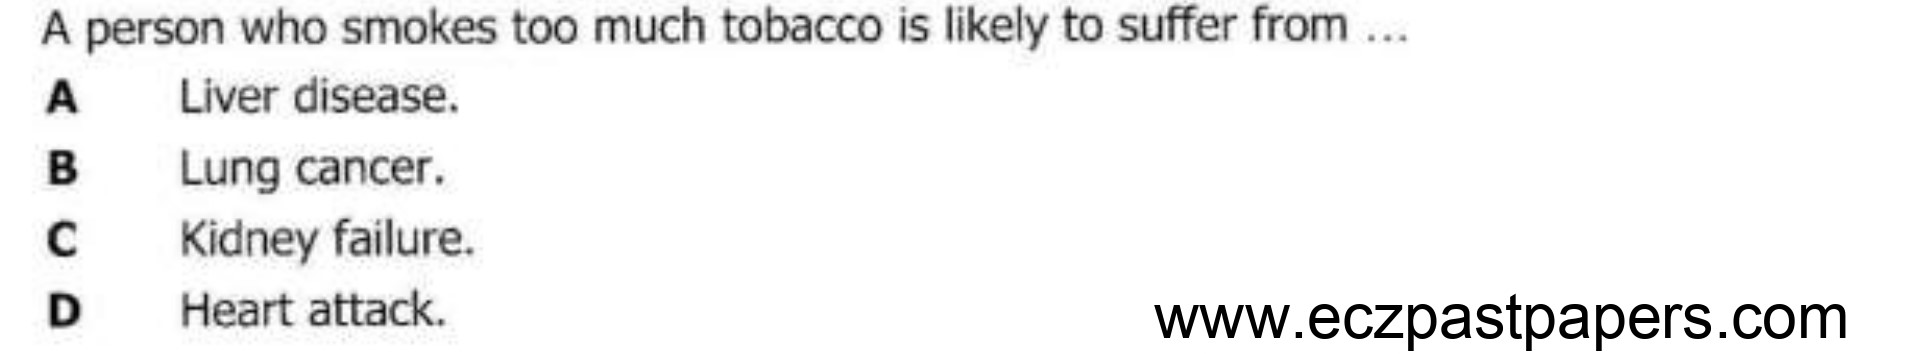 A person who smokes too much tobacco is likely to suffer from ...
A Liver disease.
B Lung cancer.
C Kidney failure.
D Heart attack.
www.eczpastpapers.com